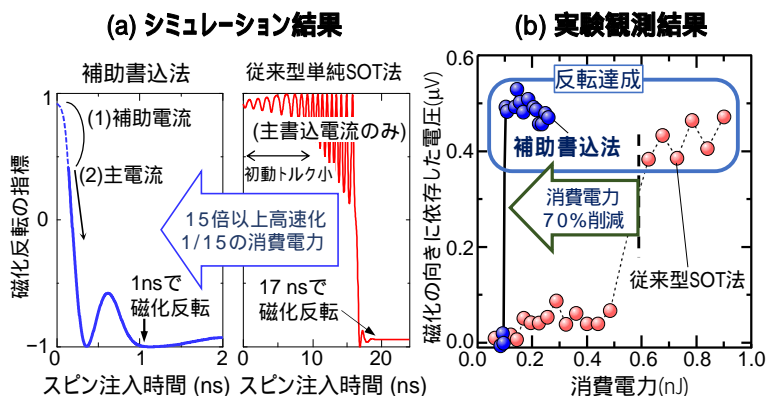 (a) シミュレーション結果
補助書込法
従来型単純SOT法
磁化反転の指標
1
0
−1
(1)補助電流
(2)主電流
(主書込電流のみ)
初動トルク小
15倍以上高速化
1/15の消費電力
1nsで
磁化反転
17 nsで
磁化反転
0
1
2
0
10
20
スピン注入時間 (ns)
スピン注入時間 (ns)
(b) 実験観測結果
磁化の向きに依存した電圧(μV)
0.6
0.4
0.2
0.0
反転達成
補助書込法
消費電力
70%削減
従来型SOT法
0.0
0.2
0.4
0.6
0.8
1.0
消費電力(nJ)